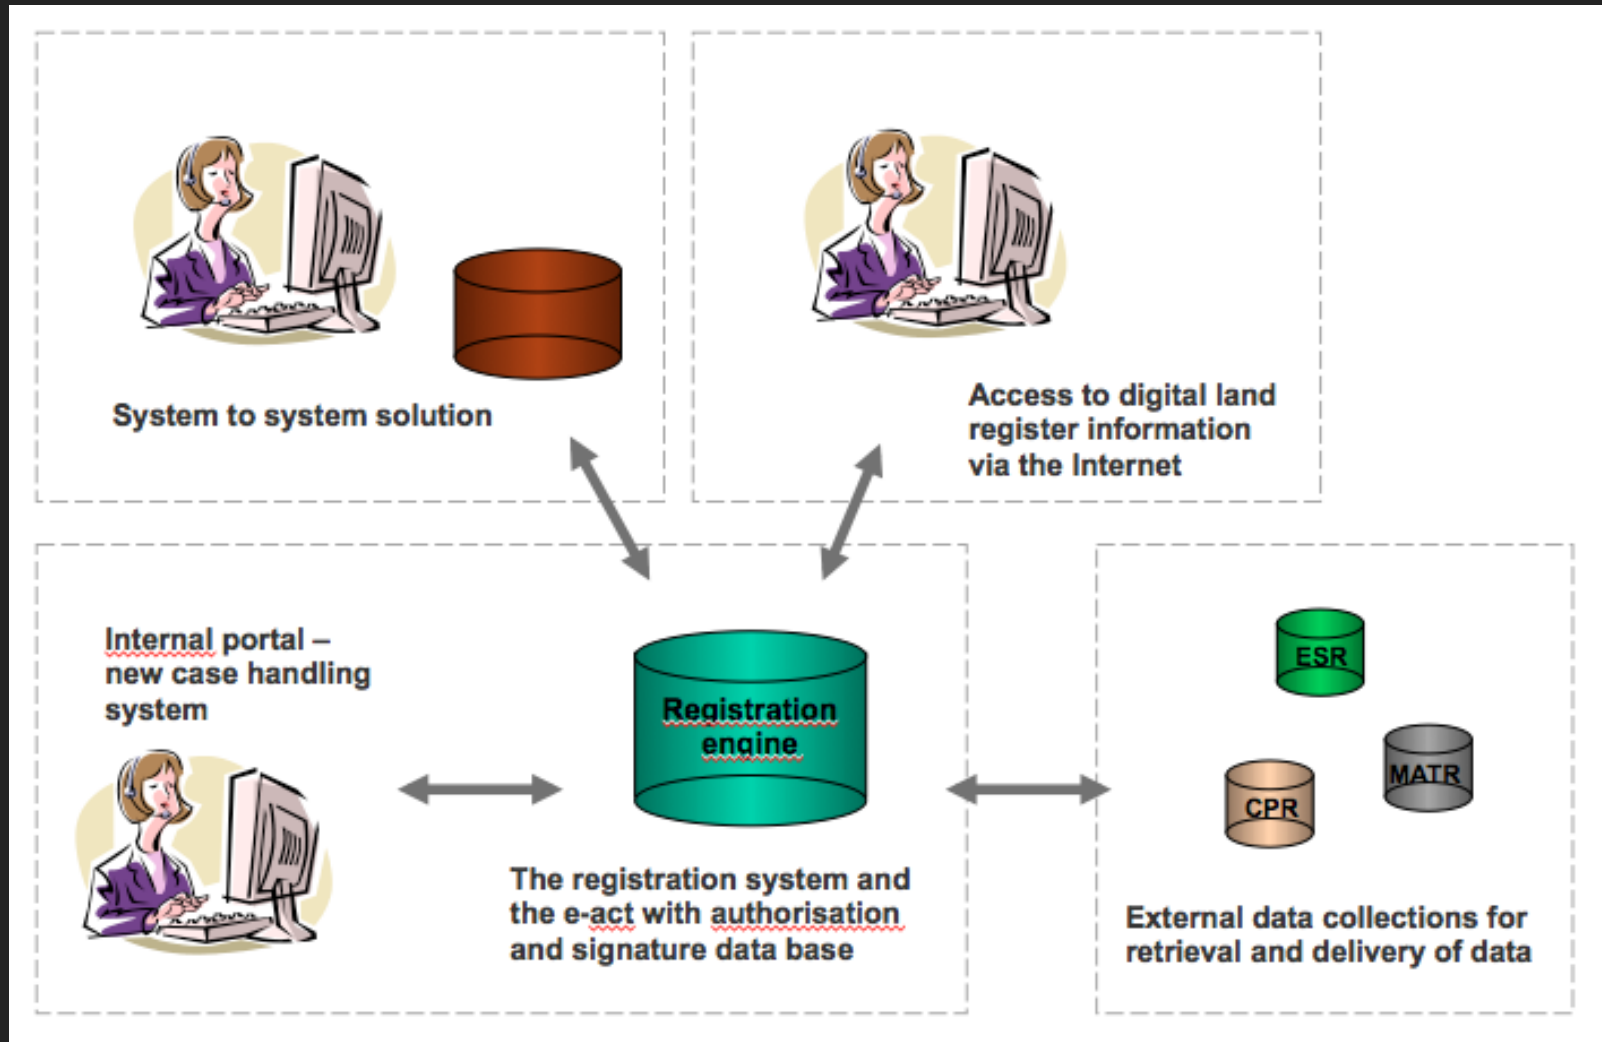 System to system solution
Access to digital land
register information
via the Internet
Internal portal –
new case handling
system
Registration
engine
The registration system and
the e-act with authorisation
and signature data base
ESR
MATR
CPR
External data collections for
retrieval and delivery of data